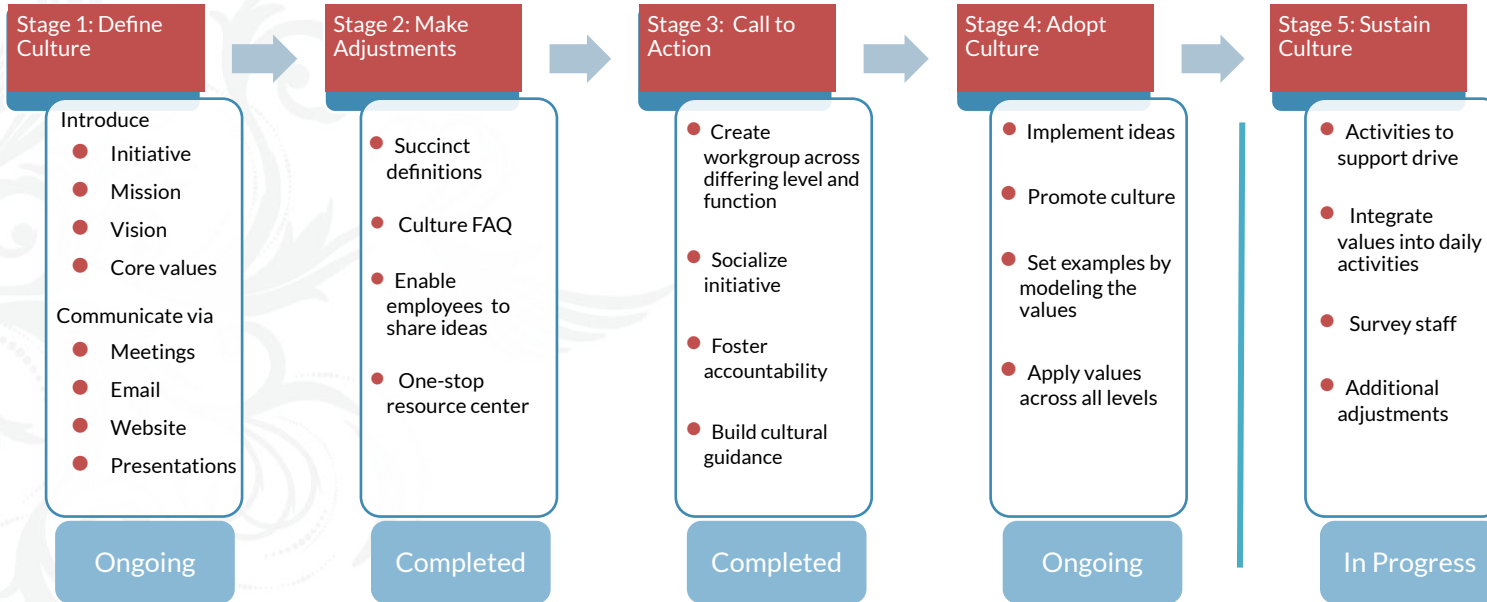 Stage 1: Define
Culture
Introduce
Initiative
Mission
Vision
Core values
Communicate via
Meetings
Email
Website
Presentations
Ongoing
Stage 2: Make
Adjustments
Succinct
definitions
Culture FAQ
Enable
employees to
share ideas
One-stop
resource center
Completed
Stage 3: Call to
Action
Create
workgroup across
differing level and
function
Socialize
initiative
Foster
accountability
Build cultural
guidance
Completed
Stage 4: Adopt
Culture
Implement ideas
Promote culture
Set examples by
modeling the
values
Apply values
across all levels
Ongoing
Stage 5: Sustain
Culture
Activities to
support drive
Integrate
values into daily
activities
Survey staff
Additional
adjustments
In Progress